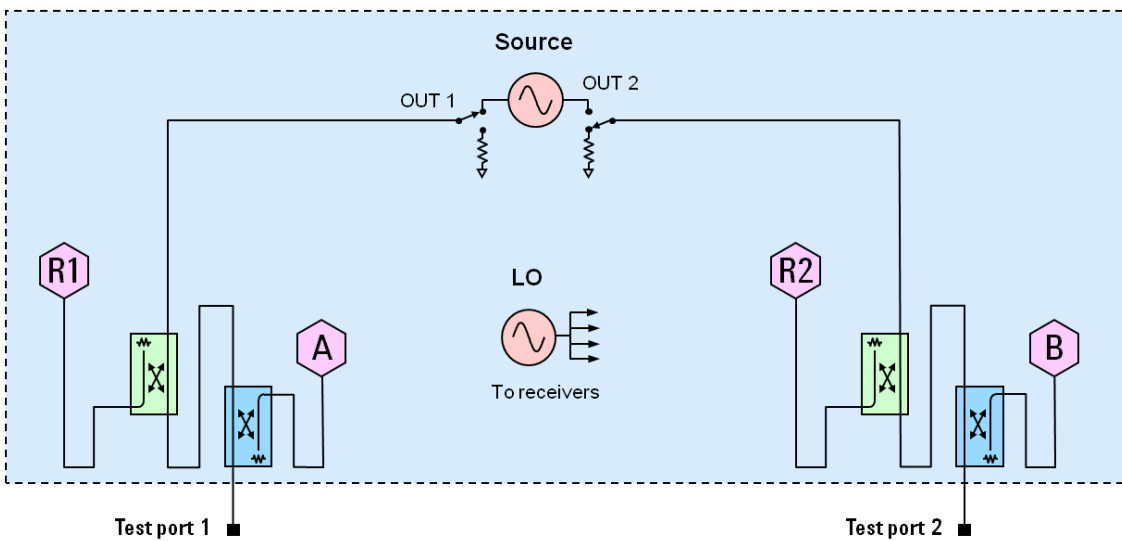 Source
OUT 1
OUT 2
R1
R2
LO
A
B
To receivers
Test port 1
Test port 2